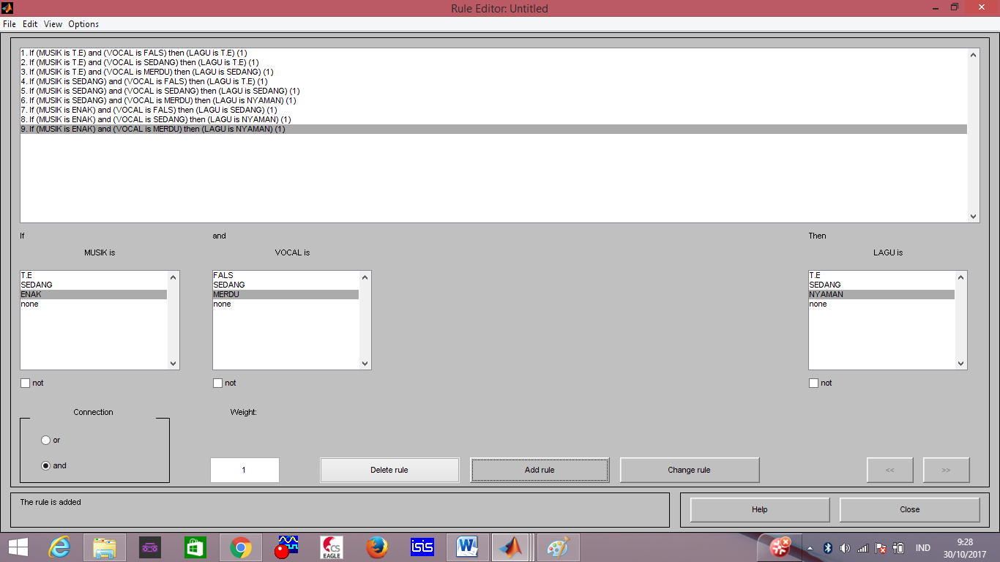 Rule Editor: Untitled
File Edit View Options
1. If (MUSIK is T.E) and (VOCAL is FALS) then (LAGU is T.E) (1)
2. If (MUSIK is T.E) and (VOCAL is SEDANG) then (LAGU is T.E) (1)
3. If (MUSIK is T.E) and (VOCAL is MERDU) then (LAGU is SEDANG) (1)
4. If (MUSIK is SEDANG) and (VOCAL is FALS) then (LAGU is T.E) (1)
5. If (MUSIK is SEDANG) and (VOCAL is SEDANG) then (LAGU is SEDANG) (1)
6. If (MUSIK is SEDANG) and (VOCAL is MERDU) then (LAGU is NYAMAN) (1)
7. If (MUSIK is ENAK) and (VOCAL is FALS) then (LAGU is SEDANG) (1)
8. If (MUSIK is ENAK) and (VOCAL is SEDANG) then (LAGU is NYAMAN) (1)
9. If (MUSIK is ENAK) and (VOCAL is MERDU) then (LAGU is NYAMAN) (1)
If
MUSIK is
T.E
SEDANG
ENAK
none
not
and
VOCAL is
FALS
SEDANG
MERDU
none
not
Then
LAGU is
T.E
SEDANG
NYAMAN
none
not
Connection
or
and
Weight:
1
Delete rule
Add rule
Change rule
<<
>>
The rule is added
Help
Close
CS
EAGLE
isis
W
IND
9:28
30/10/2017